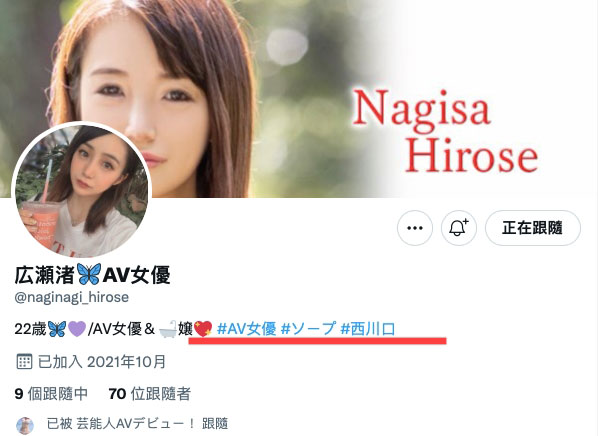 Nagisa
Hirose
正在跟隨
広瀬渚🦋AV女優
@naginagi_hirose
22歳🦋💜/AV女優＆🛁嬢💖 #AV女優 #ソープ #西川口
已加入 2021年10月
9 個跟隨中 70 位跟隨者
已被 芸能人AVデビュー！ 跟隨